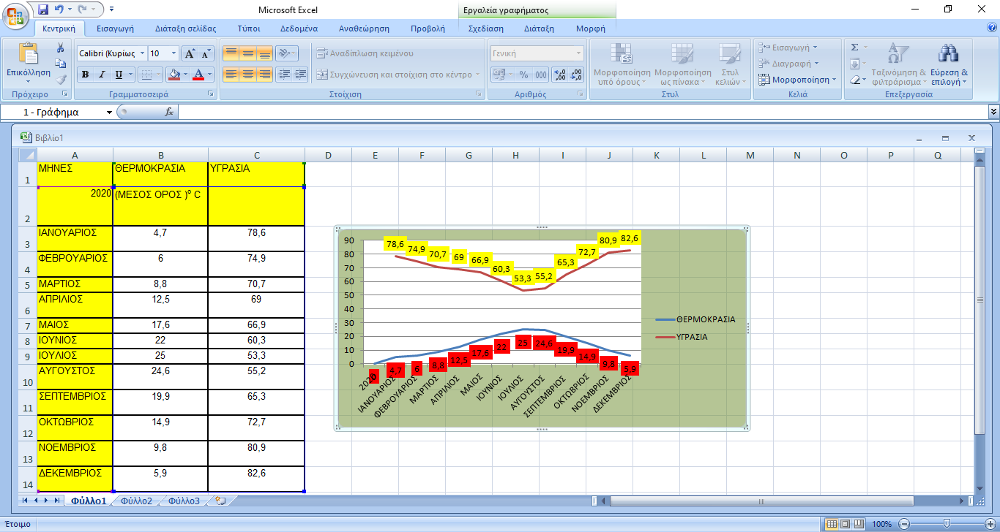 Microsoft Excel
Εργαλεία γραφήματος
Κεντρική Εισαγωγή Διάταξη σελίδας Τύποι Δεδομένα Αναθεώρηση Προβολή Σχεδίαση Διάταξη Μορφή
Επικόλληση
Πρόχειρο
Calibri (Κυρίως 10
B I U
Γραμματοσειρά
Αναδίπλωση κειμένου
Συγχώνευση και στοίχιση στο κέντρο
Στοίχιση
Γενική
% 000
Αριθμός
Μορφοποίηση υπό όρους
Μορφοποίηση ως πίνακα
Στυλ κελιών
Στυλ
Εισαγωγή
Διαγραφή
Μορφοποίηση
Κελιά
Ταξινόμηση & φιλτράρισμα
Εύρεση & επιλογή
Επεξεργασία
1 - Γράφημα fx
Βιβλίο1
A B C D E F G H I J K L M N O P Q
1 ΜΗΝΕΣ ΘΕΡΜΟΚΡΑΣΙΑ ΥΓΡΑΣΙΑ
2 2020 (ΜΕΣΟΣ ΟΡΟΣ )º C
3 ΙΑΝΟΥΑΡΙΟΣ 4,7 78,6
4 ΦΕΒΡΟΥΑΡΙΟΣ 6 74,9
5 ΜΑΡΤΙΟΣ 8,8 70,7
6 ΑΠΡΙΛΙΟΣ 12,5 69
7 ΜΑΙΟΣ 17,6 66,9
8 ΙΟΥΝΙΟΣ 22 60,3
9 ΙΟΥΛΙΟΣ 25 53,3
10 ΑΥΓΟΥΣΤΟΣ 24,6 55,2
11 ΣΕΠΤΕΜΒΡΙΟΣ 19,9 65,3
12 ΟΚΤΩΒΡΙΟΣ 14,9 72,7
13 ΝΟΕΜΒΡΙΟΣ 9,8 80,9
14 ΔΕΚΕΜΒΡΙΟΣ 5,9 82,6
90
80
70
60
50
40
30
20
10
0
78,6 74,9 70,7 69 66,9 60,3 53,3 55,2 65,3 72,7 80,9 82,6
0 4,7 6 8,8 12,5 17,6 22 25 24,6 19,9 14,9 9,8 5,9
2020 ΙΑΝΟΥΑΡΙΟΣ ΦΕΒΡΟΥΑΡΙΟΣ ΜΑΡΤΙΟΣ ΑΠΡΙΛΙΟΣ ΜΑΙΟΣ ΙΟΥΝΙΟΣ ΙΟΥΛΙΟΣ ΑΥΓΟΥΣΤΟΣ ΣΕΠΤΕΜΒΡΙΟΣ ΟΚΤΩΒΡΙΟΣ ΝΟΕΜΒΡΙΟΣ ΔΕΚΕΜΒΡΙΟΣ
ΘΕΡΜΟΚΡΑΣΙΑ
ΥΓΡΑΣΙΑ
Φύλλο1 Φύλλο2 Φύλλο3
Έτοιμο 100%